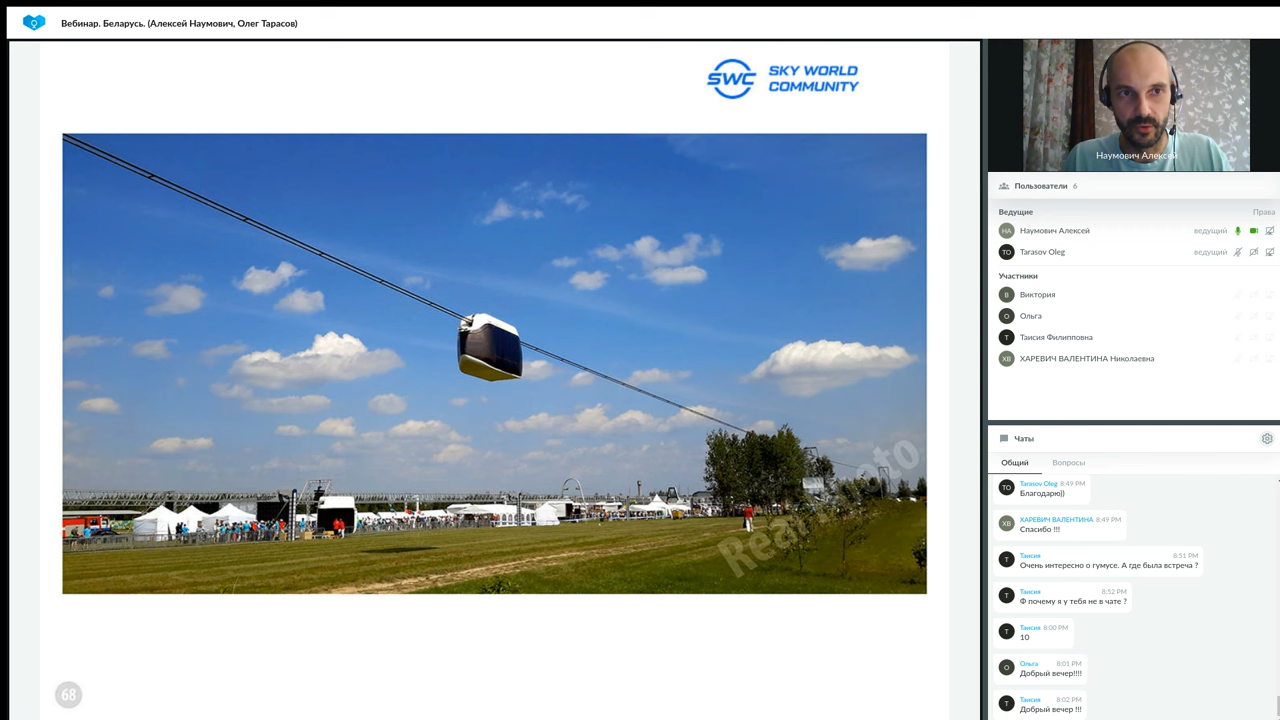 Вебинар. Беларусь. (Алексей Наумович, Олег Тарасов)
SWC
SKY WORLD
COMMUNITY
Real Photo
68
Наумович Алексей
Пользователи 6
Ведущие Права
НА Наумович Алексей ведущий
TO Tarasov Oleg ведущий
Участники
В Виктория
О Ольга
Т Таисия Филипповна
ХВ ХАРЕВИЧ ВАЛЕНТИНА Николаевна
Чаты
Общий Вопросы
TO Tarasov Oleg 8:49 PM
Благодарю))
ХВ ХАРЕВИЧ ВАЛЕНТИНА 8:49 PM
Спасибо !!!
Т Таисия 8:51 PM
Очень интересно о гумусе. А где была встреча ?
Т Таисия 8:52 PM
Ф почему я у тебя не в чате ?
Т Таисия 8:00 PM
10
О Ольга 8:01 PM
Добрый вечер!!!!
Т Таисия 8:02 PM
Добрый вечер !!!